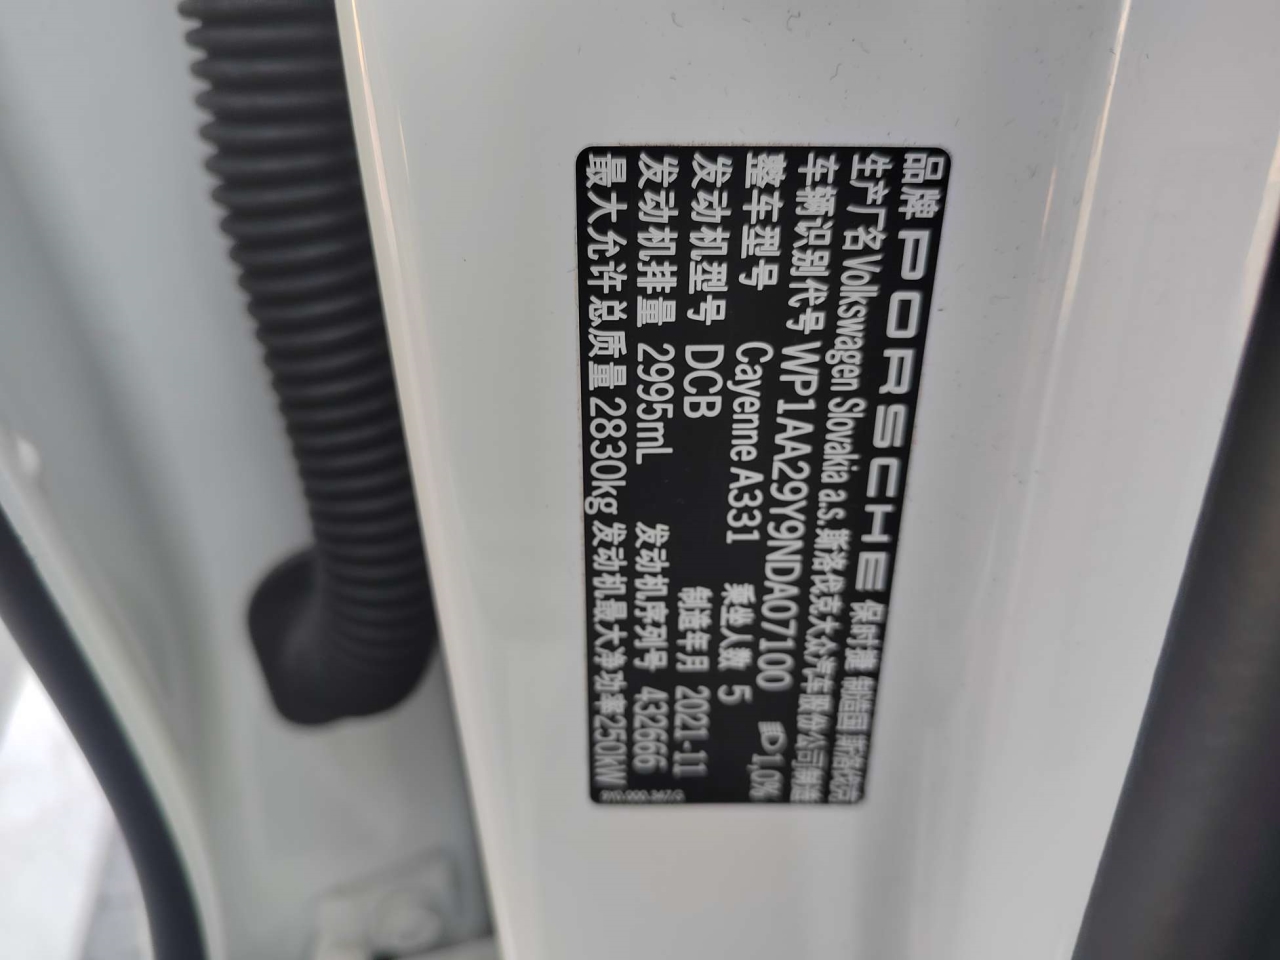 品牌 PORSCHE 保时捷 制造国 斯洛伐克
生产厂名 Volkswagen Slovakia a.s. 斯洛伐克大众汽车股份公司制造
车辆识别代号 WP1AA29Y9NDA07100
整车型号 Cayenne A331 乘坐人数 5 1,0%
发动机型号 DCB 制造年月 2021-11
发动机排量 2995mL 发动机序列号 432666
最大允许总质量 2830kg 发动机最大净功率 250kW